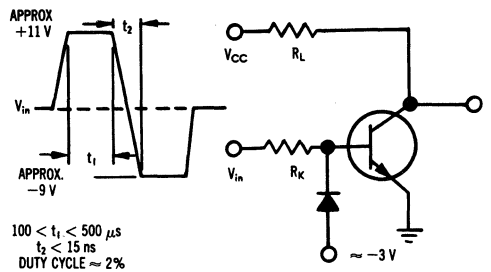 APPROX
+11 V
t2
Vin
t1
APPROX.
−9 V
100 < t1 < 500 μs
t2 < 15 ns
DUTY CYCLE ≈ 2%
VCC
RL
Vin
RK
≈ −3 V